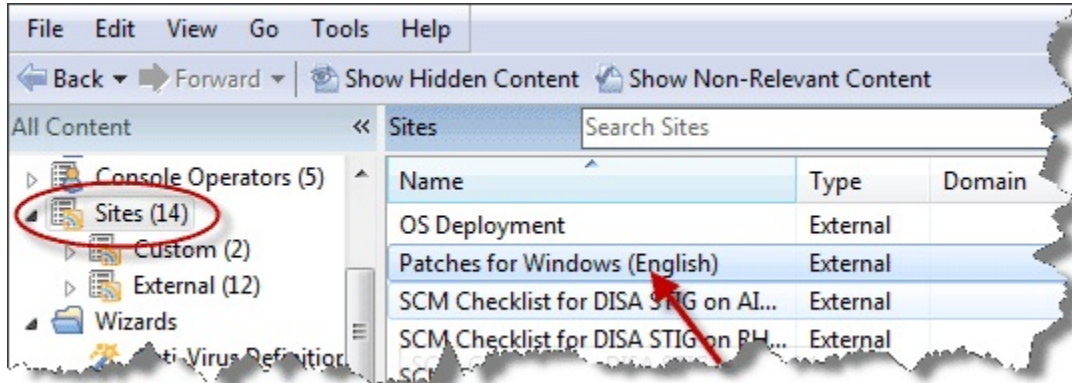 File Edit View Go Tools Help
Back Forward Show Hidden Content Show Non-Relevant Content
All Content « Sites Search Sites
Console Operators (5)
Sites (14)
Custom (2)
External (12)
Wizards
Name Type Domain
OS Deployment External
Patches for Windows (English) External
SCM Checklist for DISA STIG on AI... External
SCM Checklist for DISA STIG on RH... External